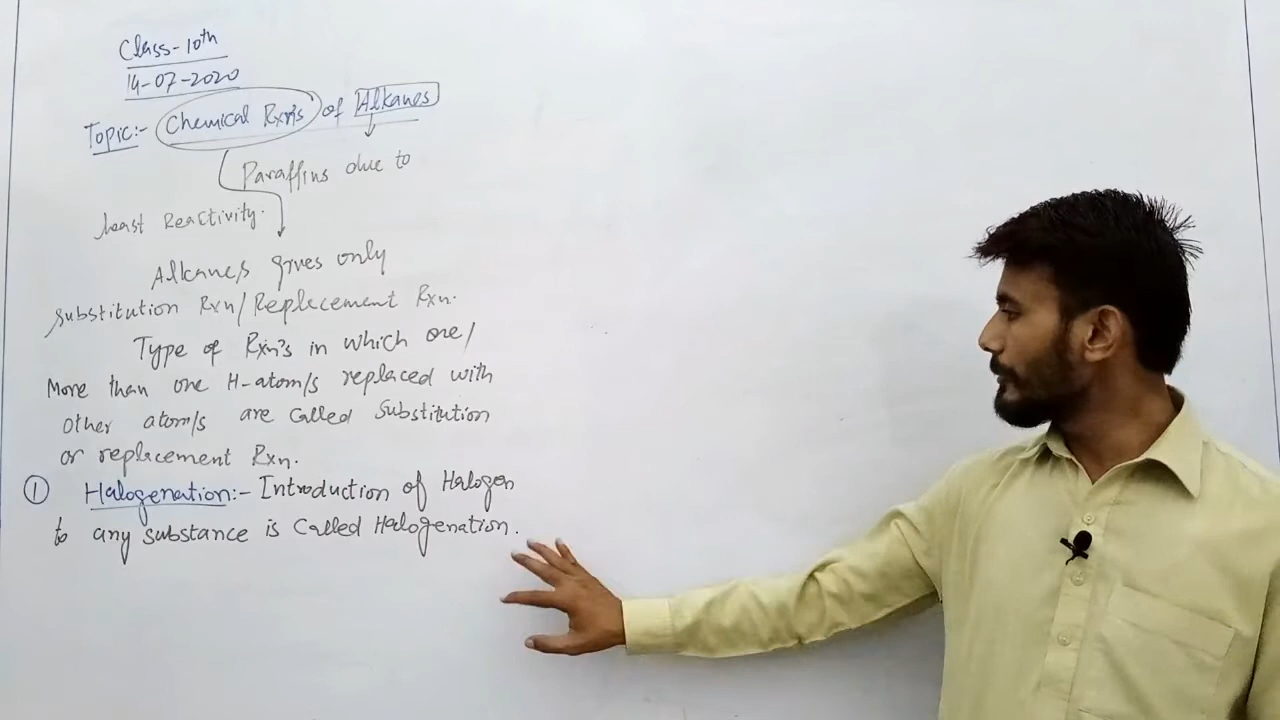 Class-10th
14-07-2020
Topic:- Chemical Rxn's of Alkanes
Paraffins due to
least Reactivity.
Alkane/s gives only
substitution Rxn/Replacement Rxn.
Type of Rxn's in which one/
More than one H-atom/s replaced with
other atom/s are Called Substitution
or replacement Rxn.
① Halogenation:- Introduction of Halogen
to any substance is Called Halogenation.